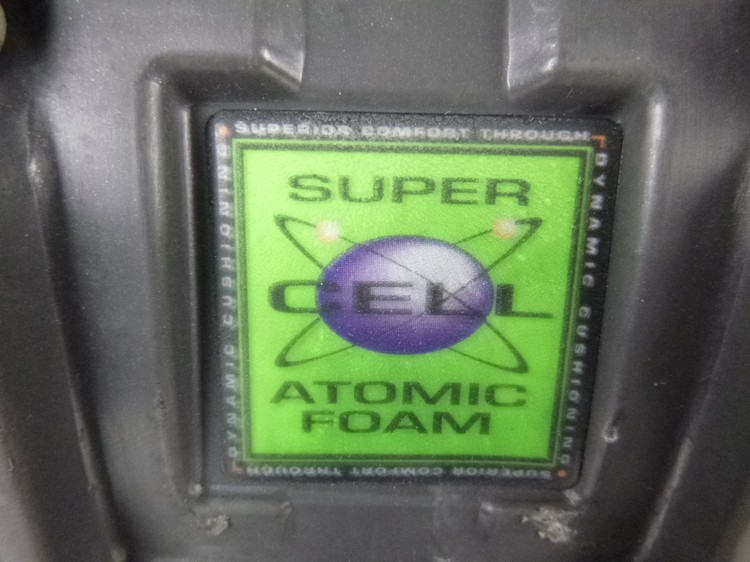 SUPERIOR COMFORT THROUGH
DYNAMIC CUSHIONING
SUPER
CELL
ATOMIC
FOAM
SUPERIOR COMFORT THROUGH
DYNAMIC CUSHIONING